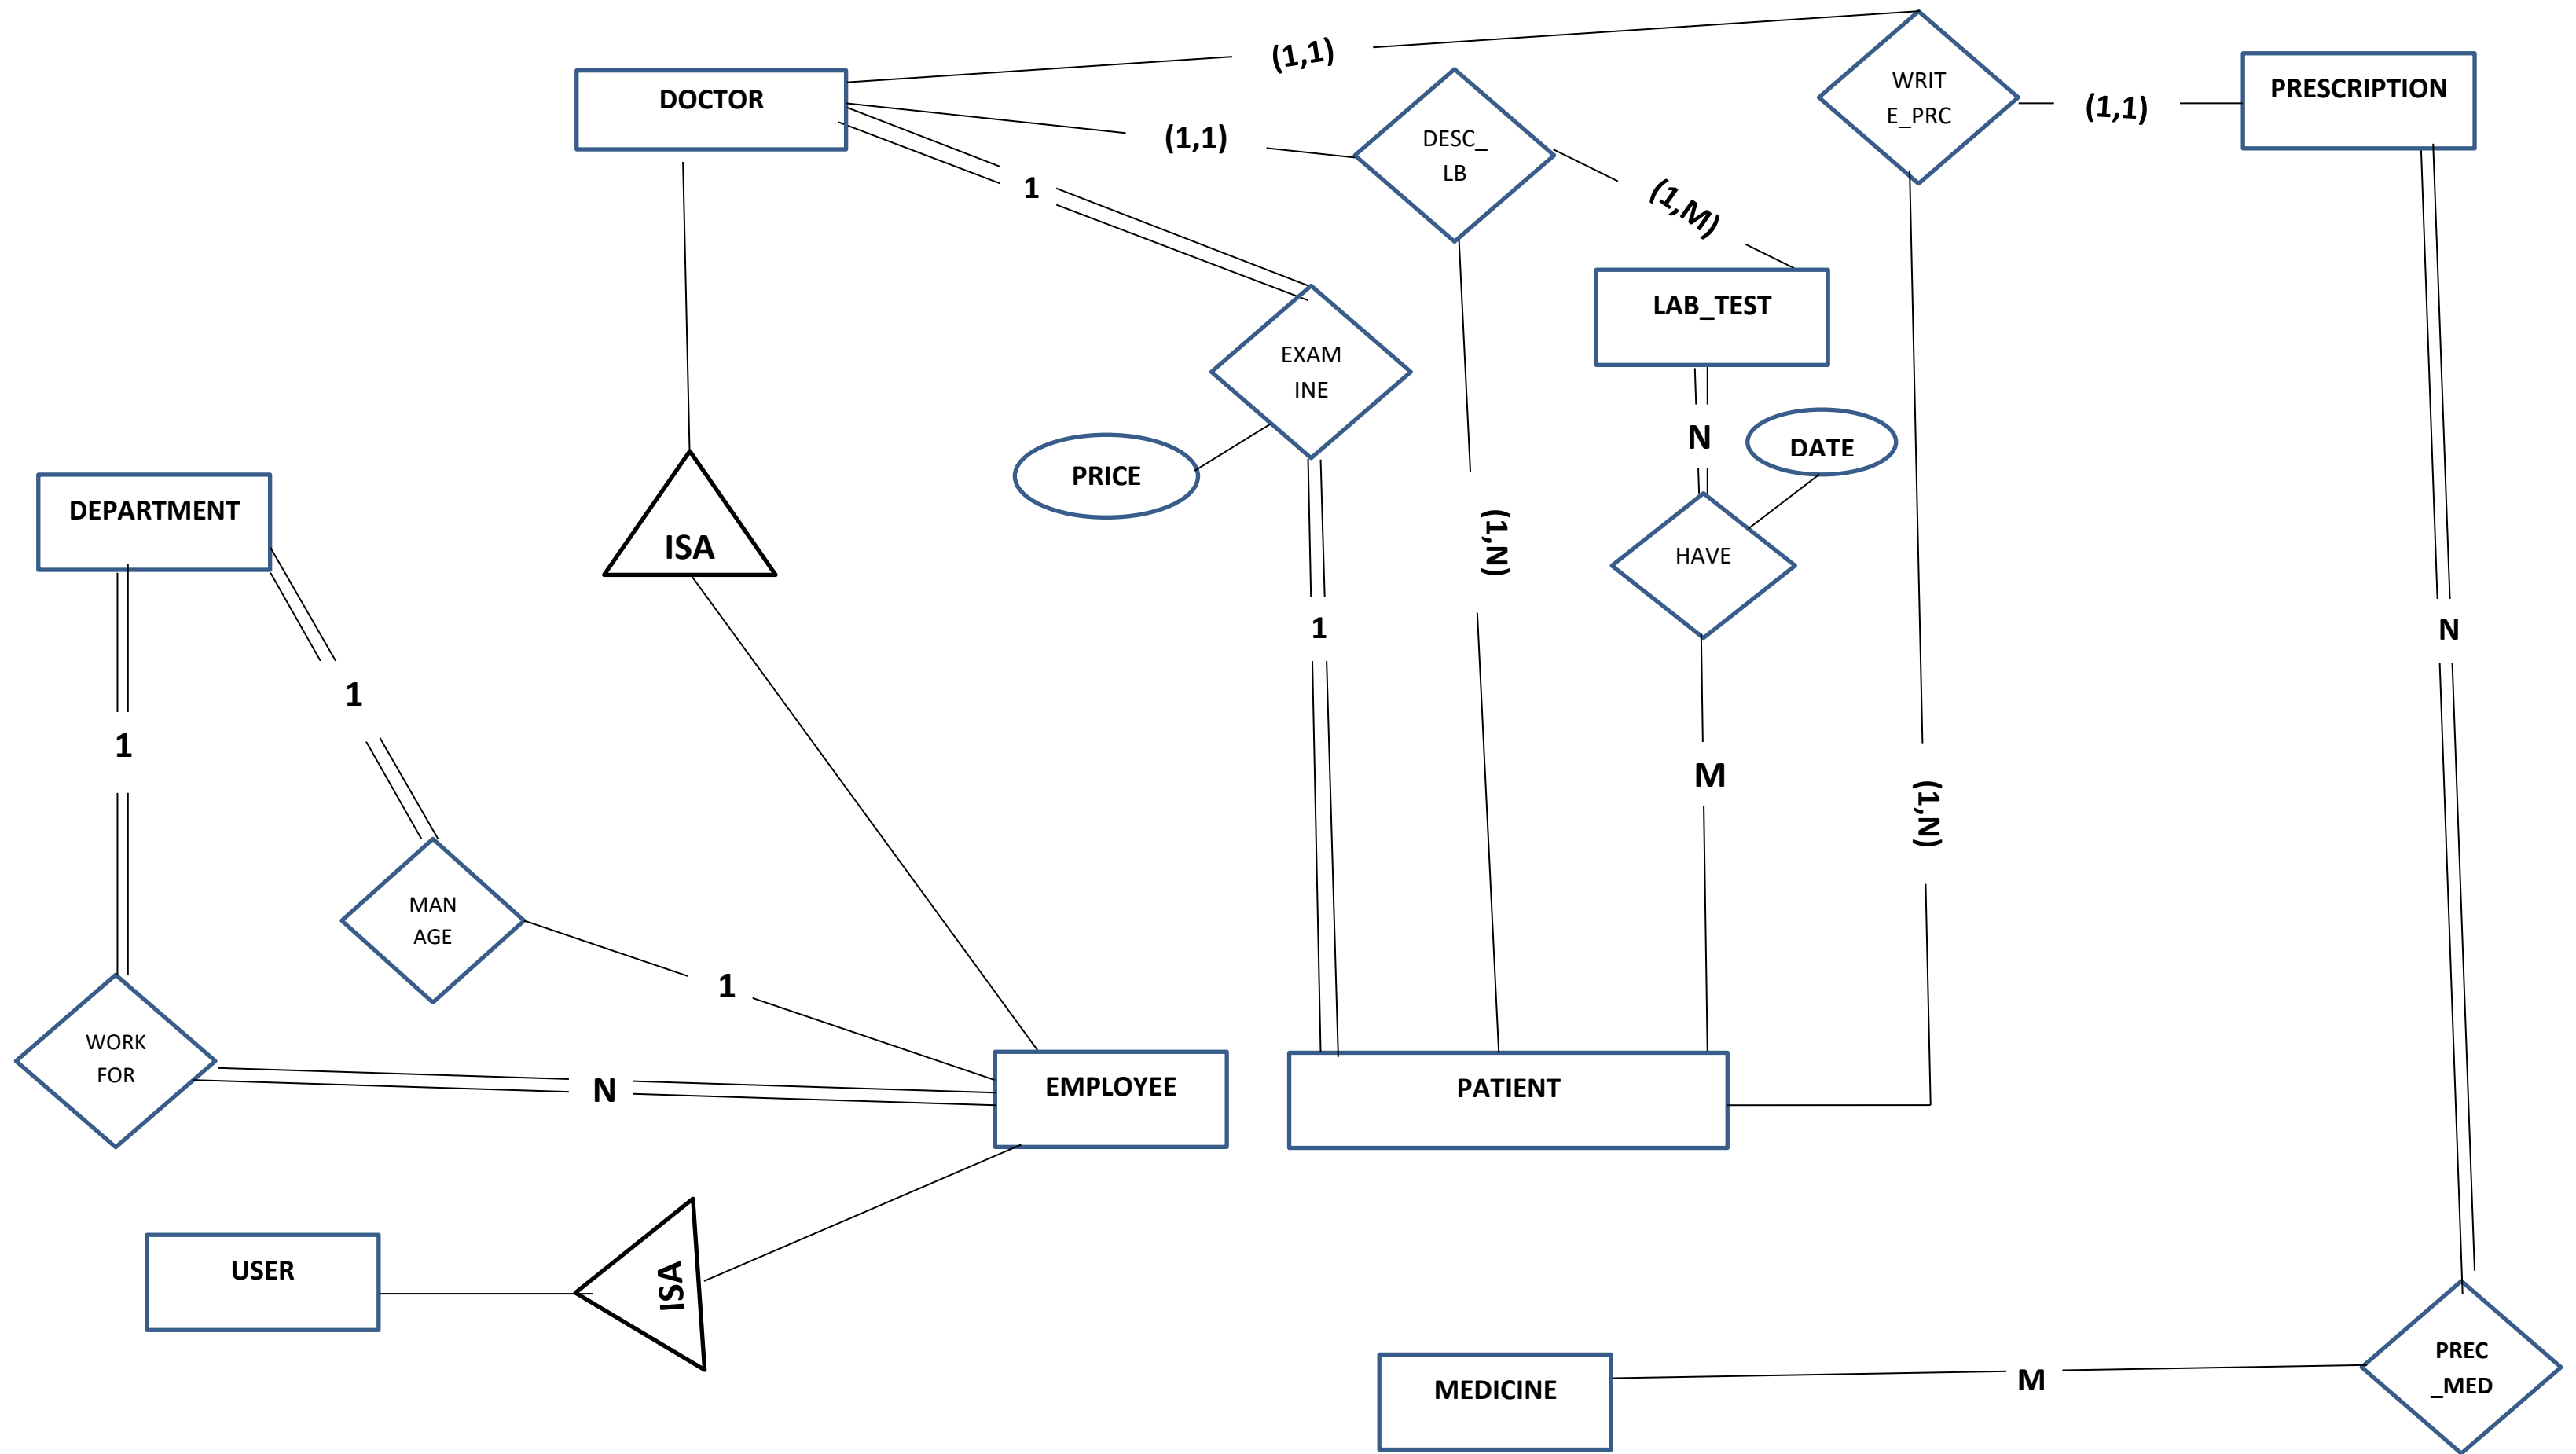 (1,1)
DOCTOR
WRIT
E_PRC
PRESCRIPTION
(1,1)
(1,1)
DESC_
LB
1
(1,M)
LAB_TEST
EXAM
INE
N
DATE
PRICE
DEPARTMENT
ISA
(1,N)
HAVE
1
N
1
1
M
(1,N)
MAN
AGE
1
WORK
FOR
N
EMPLOYEE
PATIENT
USER
ISA
MEDICINE
M
PREC
_MED